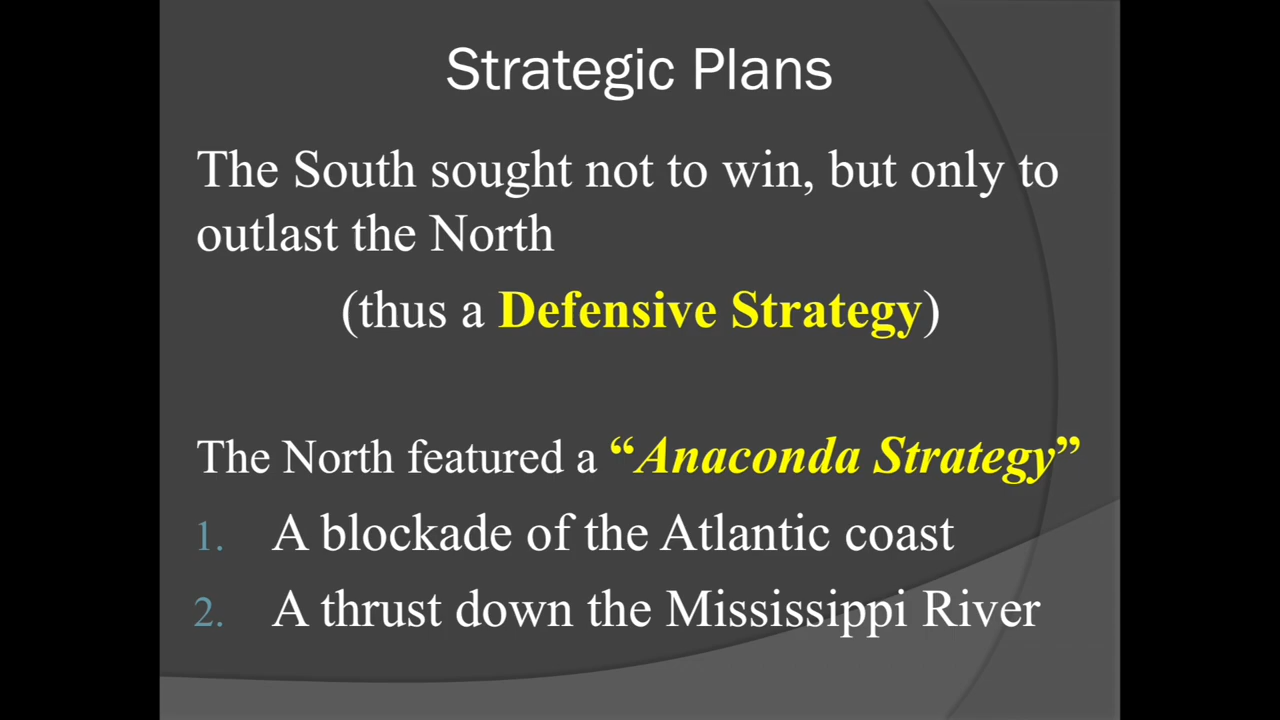 Strategic Plans
The South sought not to win, but only to
outlast the North
(thus a Defensive Strategy)
The North featured a “Anaconda Strategy”
1. A blockade of the Atlantic coast
2. A thrust down the Mississippi River